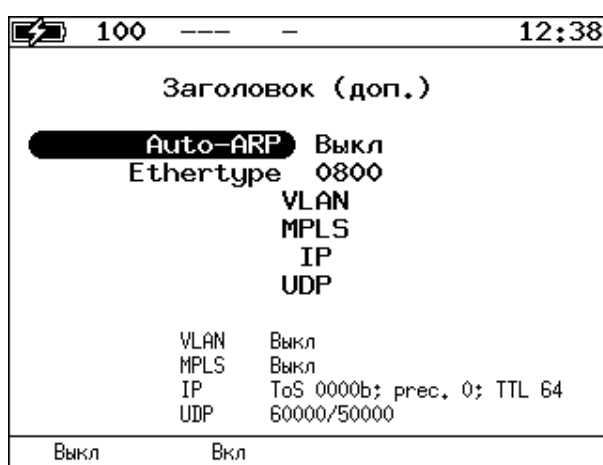 100 --- – 12:38
Заголовок (доп.)
Auto-ARP Выкл
Ethertype 0800
VLAN
MPLS
IP
UDP
VLAN Выкл
MPLS Выкл
IP ToS 0000b; prec. 0; TTL 64
UDP 60000/50000
Выкл Вкл